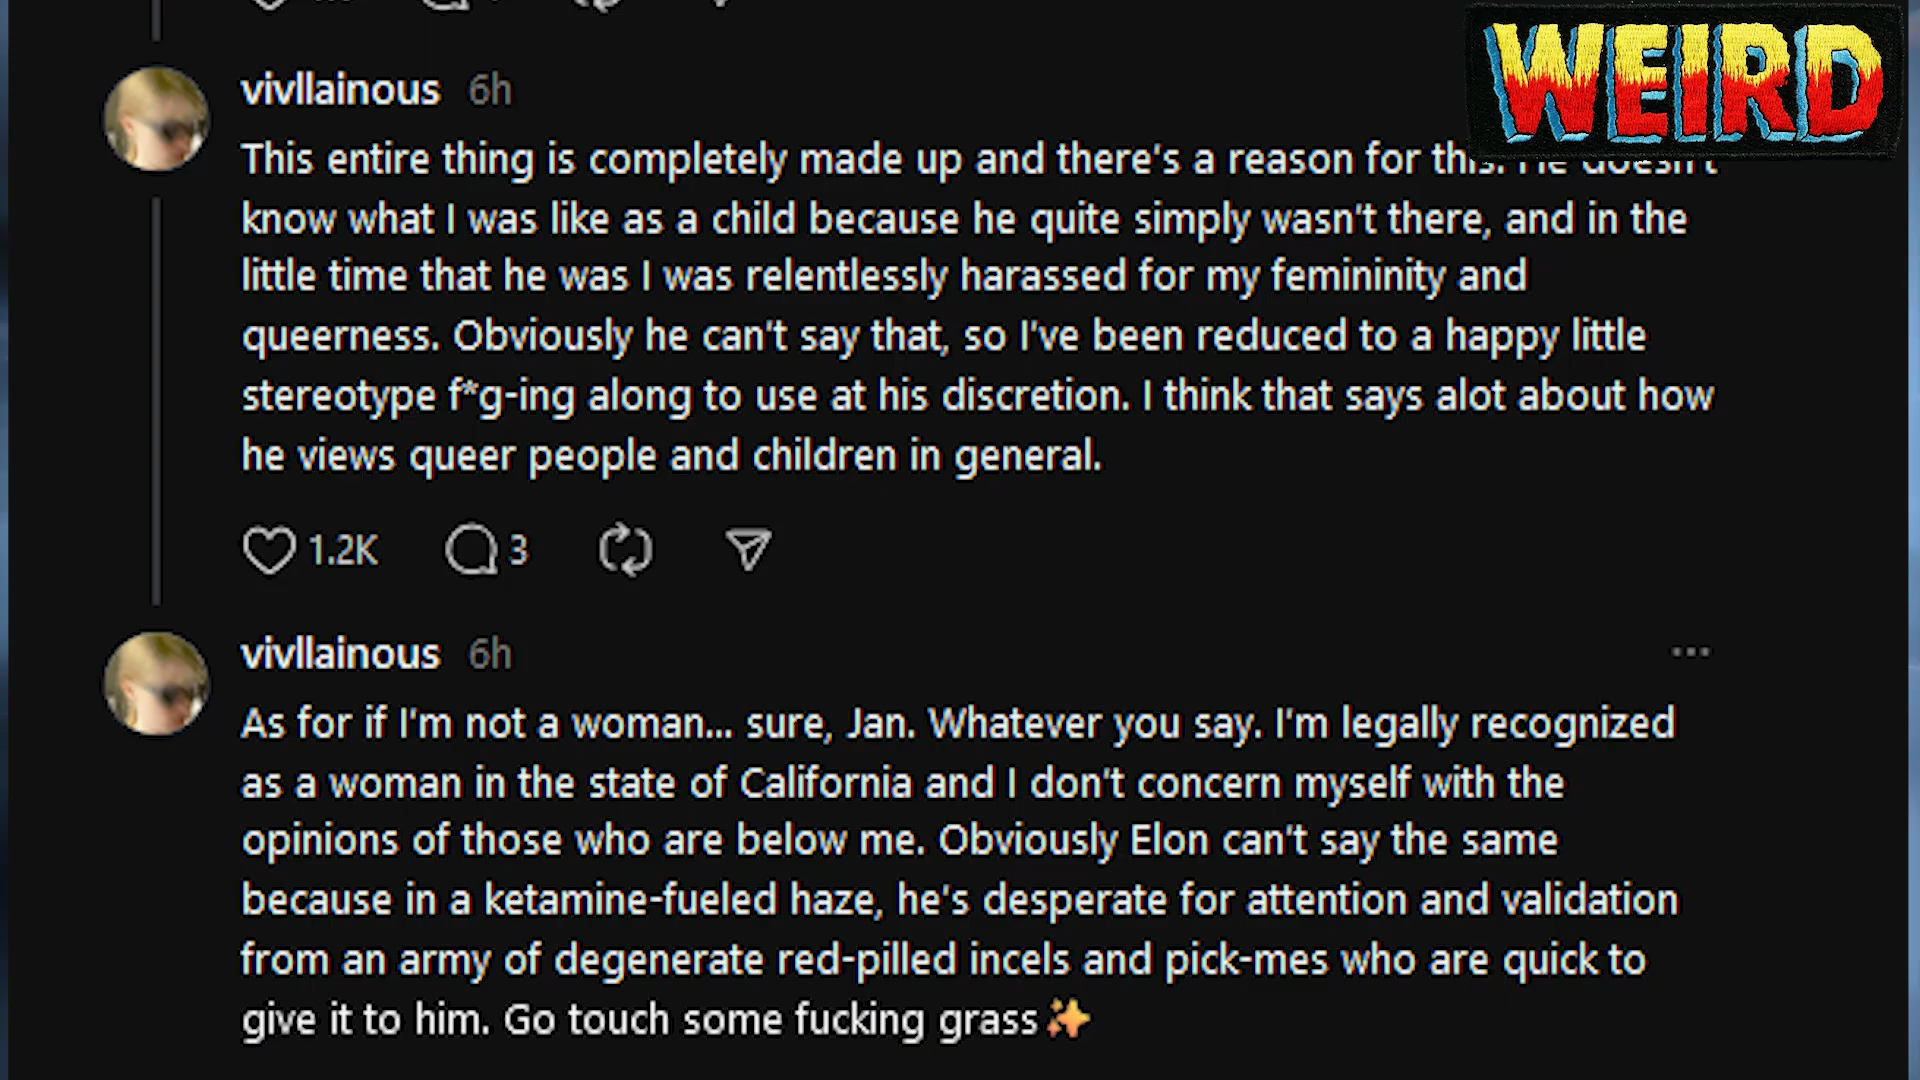 WEIRD
vivllainous 6h
This entire thing is completely made up and there's a reason for this. He doesn't
know what I was like as a child because he quite simply wasn't there, and in the
little time that he was I was relentlessly harassed for my femininity and
queerness. Obviously he can't say that, so I've been reduced to a happy little
stereotype f*g-ing along to use at his discretion. I think that says alot about how
he views queer people and children in general.
1.2K 3
vivllainous 6h
As for if I'm not a woman... sure, Jan. Whatever you say. I'm legally recognized
as a woman in the state of California and I don't concern myself with the
opinions of those who are below me. Obviously Elon can't say the same
because in a ketamine-fueled haze, he's desperate for attention and validation
from an army of degenerate red-pilled incels and pick-mes who are quick to
give it to him. Go touch some fucking grass✨